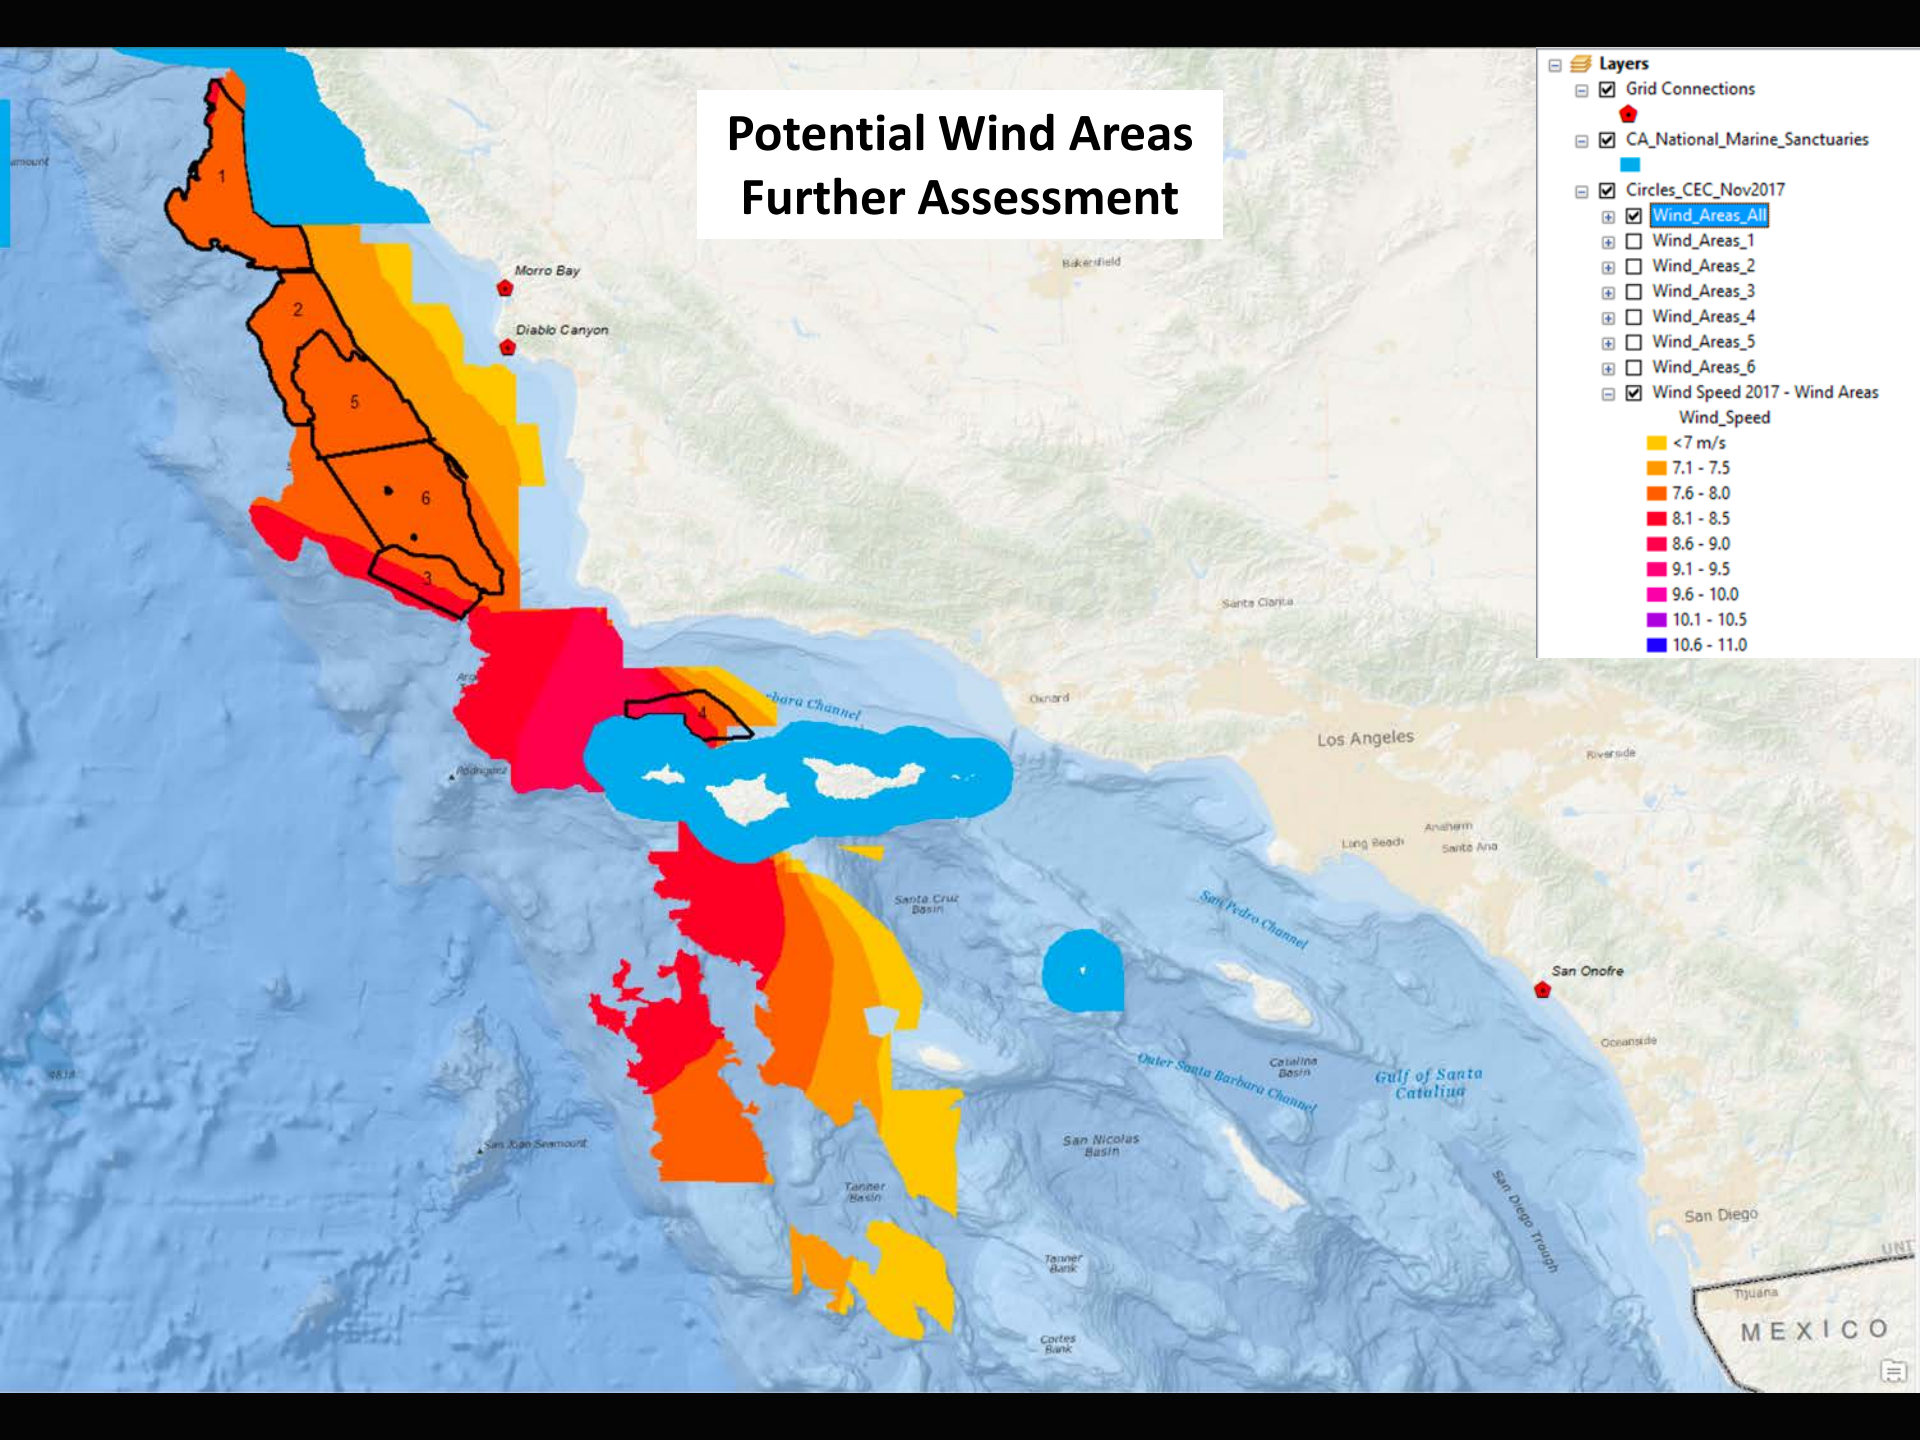 Potential Wind Areas
Further Assessment
Layers
Grid Connections
CA_National_Marine_Sanctuaries
Circles_CEC_Nov2017
Wind_Areas_All
Wind_Areas_1
Wind_Areas_2
Wind_Areas_3
Wind_Areas_4
Wind_Areas_5
Wind_Areas_6
Wind Speed 2017 - Wind Areas
Wind_Speed
<7 m/s
7.1 - 7.5
7.6 - 8.0
8.1 - 8.5
8.6 - 9.0
9.1 - 9.5
9.6 - 10.0
10.1 - 10.5
10.6 - 11.0
1
2
5
6
3
4
Morro Bay
Diablo Canyon
Bakersfield
Santa Clarita
Oxnard
Los Angeles
Riverside
Anaheim
Long Beach
Santa Ana
Channel
Rodriguez
Santa Cruz
Basin
San Pedro Channel
San Onofre
Oceanside
Catalina
Basin
Outer Santa Barbara Channel
Gulf of Santa
Catalina
San Nicolas
Basin
San Juan Seamount
Tanner
Basin
Tanner
Bank
Cortes
Bank
San Diego Trough
San Diego
Tijuana
MEXICO